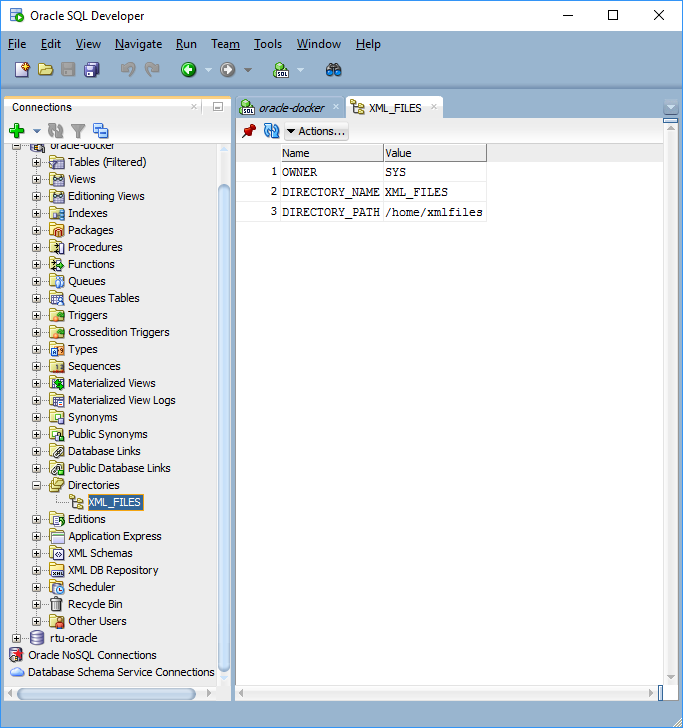 Oracle SQL Developer
File Edit View Navigate Run Team Tools Window Help
SQL
Connections
oracle-docker
Tables (Filtered)
Views
Editioning Views
Indexes
Packages
Procedures
Functions
Queues
Queues Tables
Triggers
Crossedition Triggers
Types
Sequences
Materialized Views
Materialized View Logs
Synonyms
Public Synonyms
Database Links
Public Database Links
Directories
XML_FILES
Editions
Application Express
XML Schemas
XML DB Repository
Scheduler
Recycle Bin
Other Users
rtu-oracle
Oracle NoSQL Connections
Database Schema Service Connections
oracle-docker XML_FILES
Actions...
Name Value
1 OWNER SYS
2 DIRECTORY_NAME XML_FILES
3 DIRECTORY_PATH /home/xmlfiles